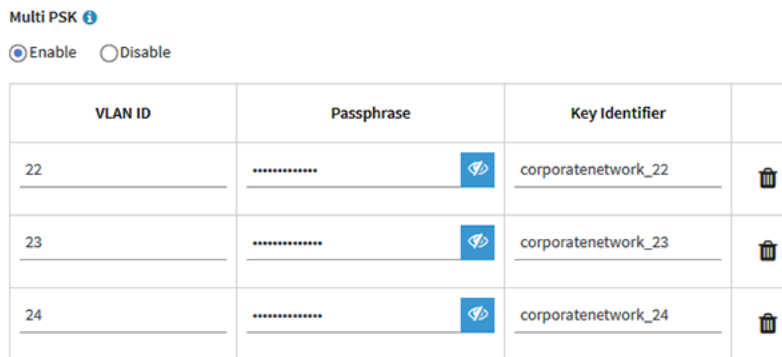 Multi PSK
Enable Disable
VLAN ID Passphrase Key Identifier
22 ••••••••••••• corporatenetwork_22
23 •••••••••••••• corporatenetwork_23
24 •••••••••••••• corporatenetwork_24